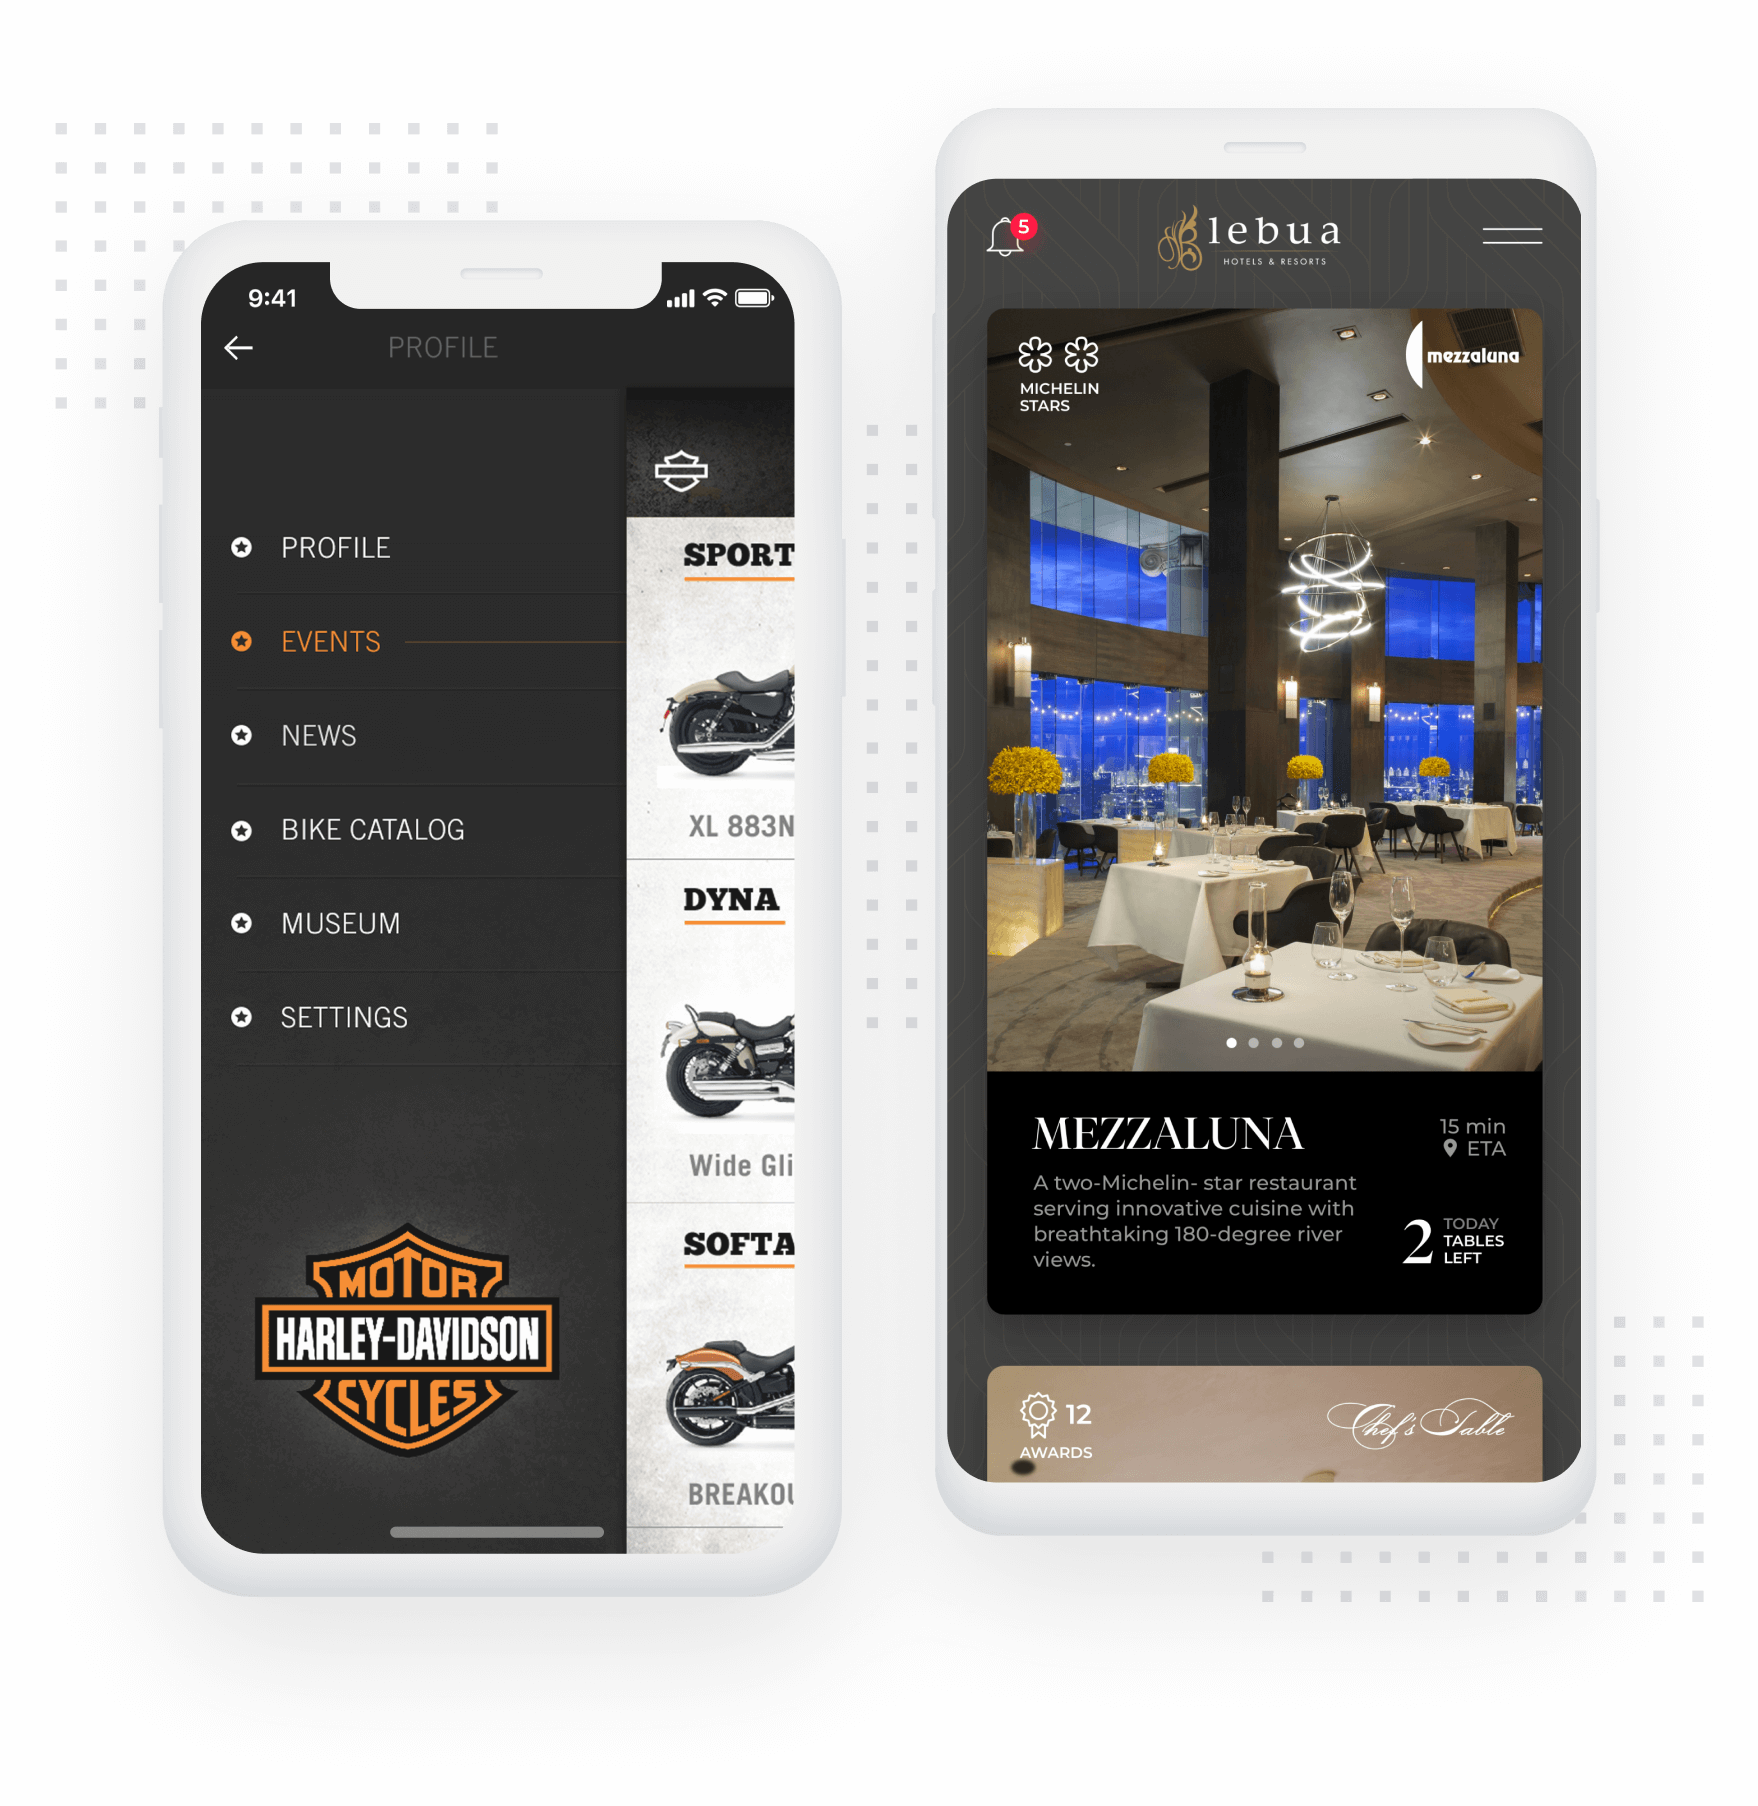 9:41
PROFILE
PROFILE
EVENTS
NEWS
BIKE CATALOG
MUSEUM
SETTINGS
MOTOR
HARLEY-DAVIDSON
CYCLES
SPORT
XL 883N
DYNA
Wide Gli
SOFTA
BREAKOU
5
lebua
HOTELS & RESORTS
MICHELIN
STARS
mezzaluna
MEZZALUNA
A two-Michelin- star restaurant
serving innovative cuisine with
breathtaking 180-degree river
views.
15 min
ETA
2
TODAY
TABLES
LEFT
12
AWARDS
Chef's Table